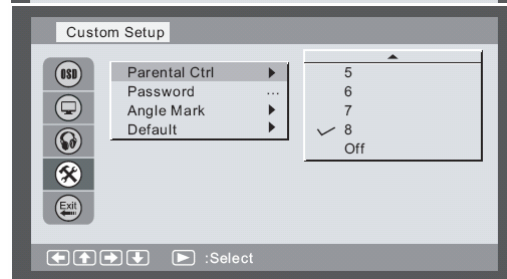 Custom Setup
OSD
Parental Ctrl
Password ...
Angle Mark
Default
5
6
7
8
Off
Exit
:Select